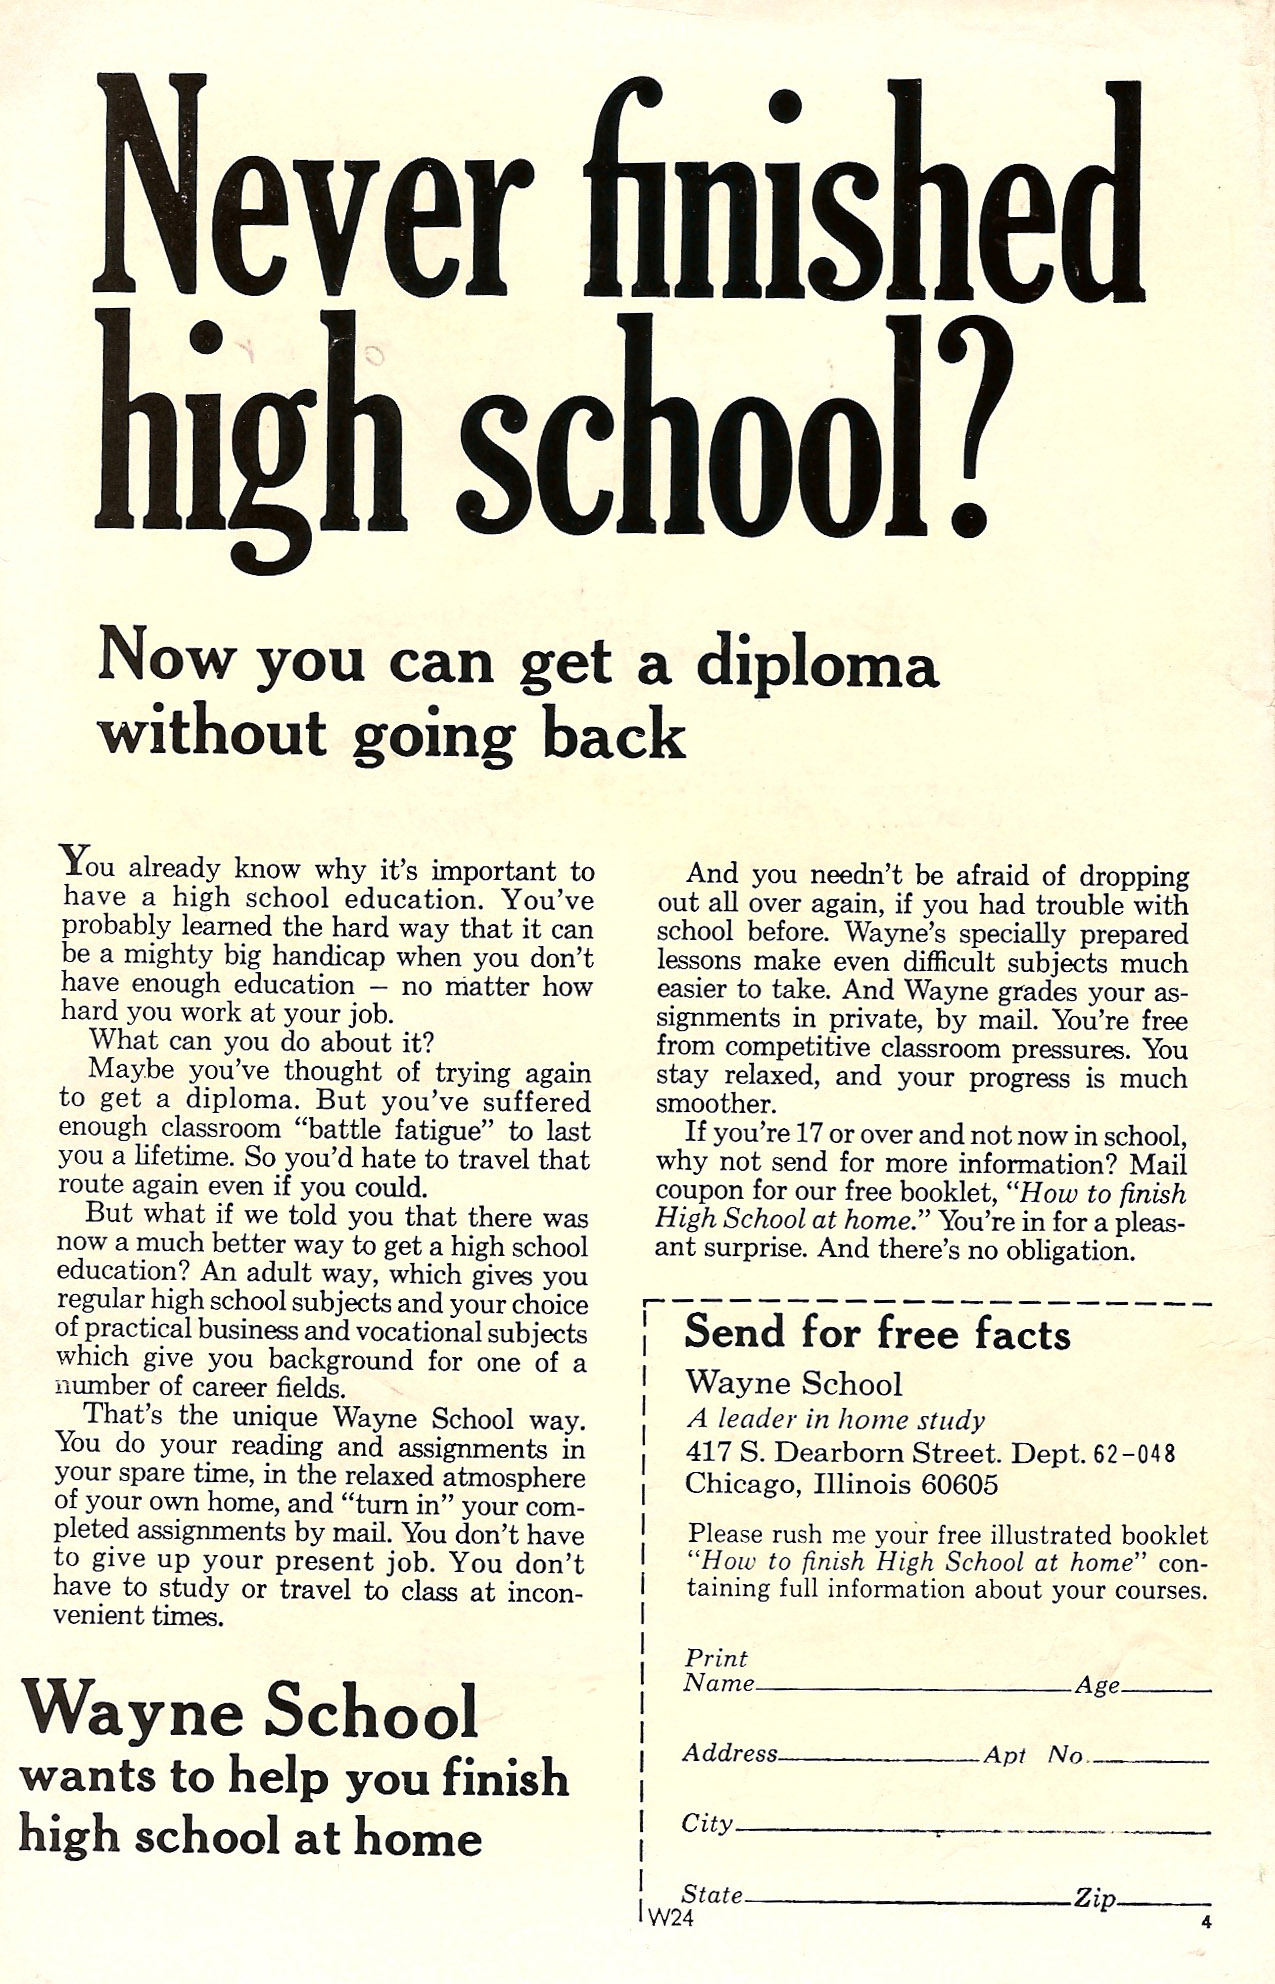 Never finished
high school?
Now you can get a diploma
without going back
You already know why it's important to
have a high school education. You've
probably learned the hard way that it can
be a mighty big handicap when you don't
have enough education — no matter how
hard you work at your job.
What can you do about it?
Maybe you've thought of trying again
to get a diploma. But you've suffered
enough classroom “battle fatigue” to last
you a lifetime. So you'd hate to travel that
route again even if you could.
But what if we told you that there was
now a much better way to get a high school
education? An adult way, which gives you
regular high school subjects and your choice
of practical business and vocational subjects
which give you background for one of a
number of career fields.
That's the unique Wayne School way.
You do your reading and assignments in
your spare time, in the relaxed atmosphere
of your own home, and “turn in” your com-
pleted assignments by mail. You don't have
to give up your present job. You don't
have to study or travel to class at incon-
venient times.
Wayne School
wants to help you finish
high school at home
And you needn't be afraid of dropping
out all over again, if you had trouble with
school before. Wayne's specially prepared
lessons make even difficult subjects much
easier to take. And Wayne grades your as-
signments in private, by mail. You're free
from competitive classroom pressures. You
stay relaxed, and your progress is much
smoother.
If you're 17 or over and not now in school,
why not send for more information? Mail
coupon for our free booklet, “How to finish
High School at home.” You're in for a pleas-
ant surprise. And there's no obligation.
Send for free facts
Wayne School
A leader in home study
417 S. Dearborn Street. Dept. 62-048
Chicago, Illinois 60605
Please rush me your free illustrated booklet
“How to finish High School at home” con-
taining full information about your courses.
Print
Name Age
Address Apt No.
City
State Zip
W24 4